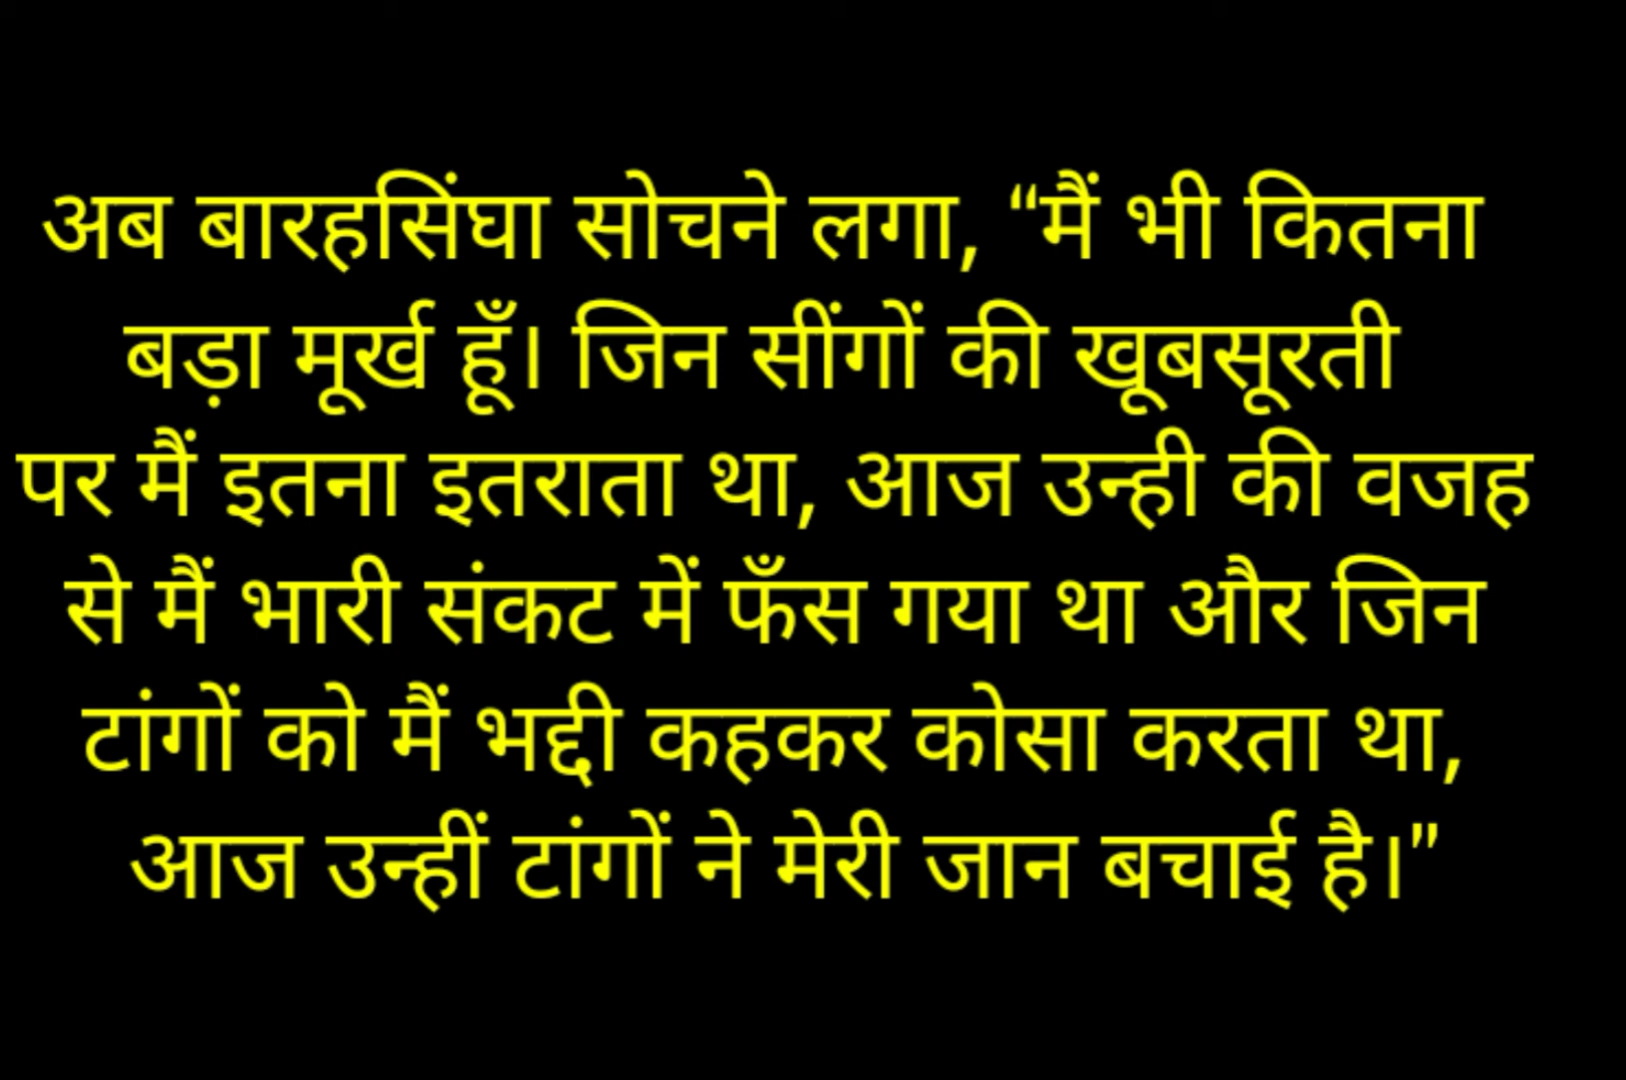 अब बारहसिंघा सोचने लगा, “मैं भी कितना
बड़ा मूर्ख हूँ। जिन सींगों की खूबसूरती
पर मैं इतना इतराता था, आज उन्ही की वजह
से मैं भारी संकट में फँस गया था और जिन
टांगों को मैं भद्दी कहकर कोसा करता था,
आज उन्हीं टांगों ने मेरी जान बचाई है।”